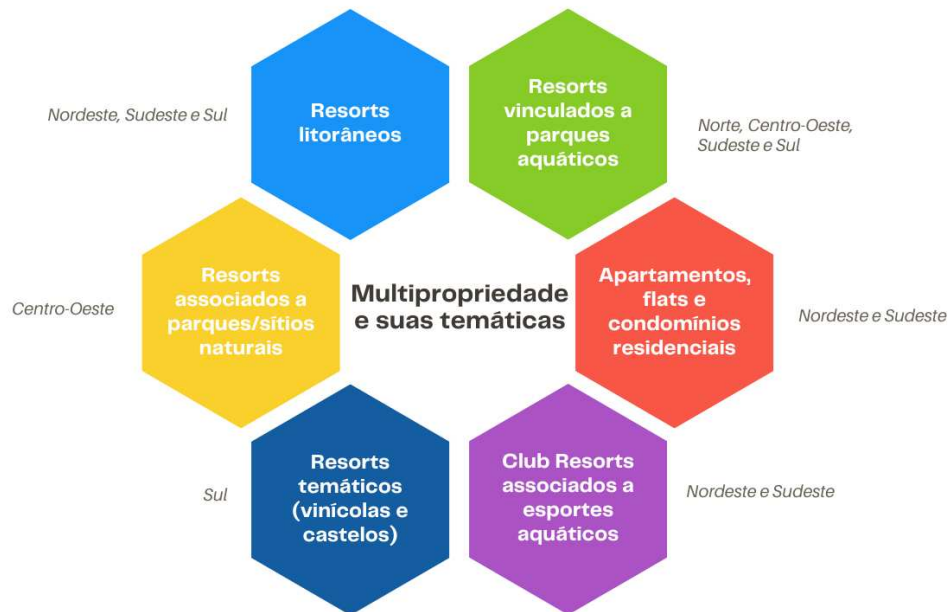 Nordeste, Sudeste e Sul
Resorts
litorâneos
Resorts
vinculados a
parques
aquáticos
Norte, Centro-Oeste,
Sudeste e Sul
Centro-Oeste
Resorts
associados a
parques/sítios
naturais
Multipropriedade
e suas temáticas
Apartamentos,
flats e
condomínios
residenciais
Nordeste e Sudeste
Sul
Resorts
temáticos
(vinícolas e
castelos)
Club Resorts
associados a
esportes
aquáticos
Nordeste e Sudeste